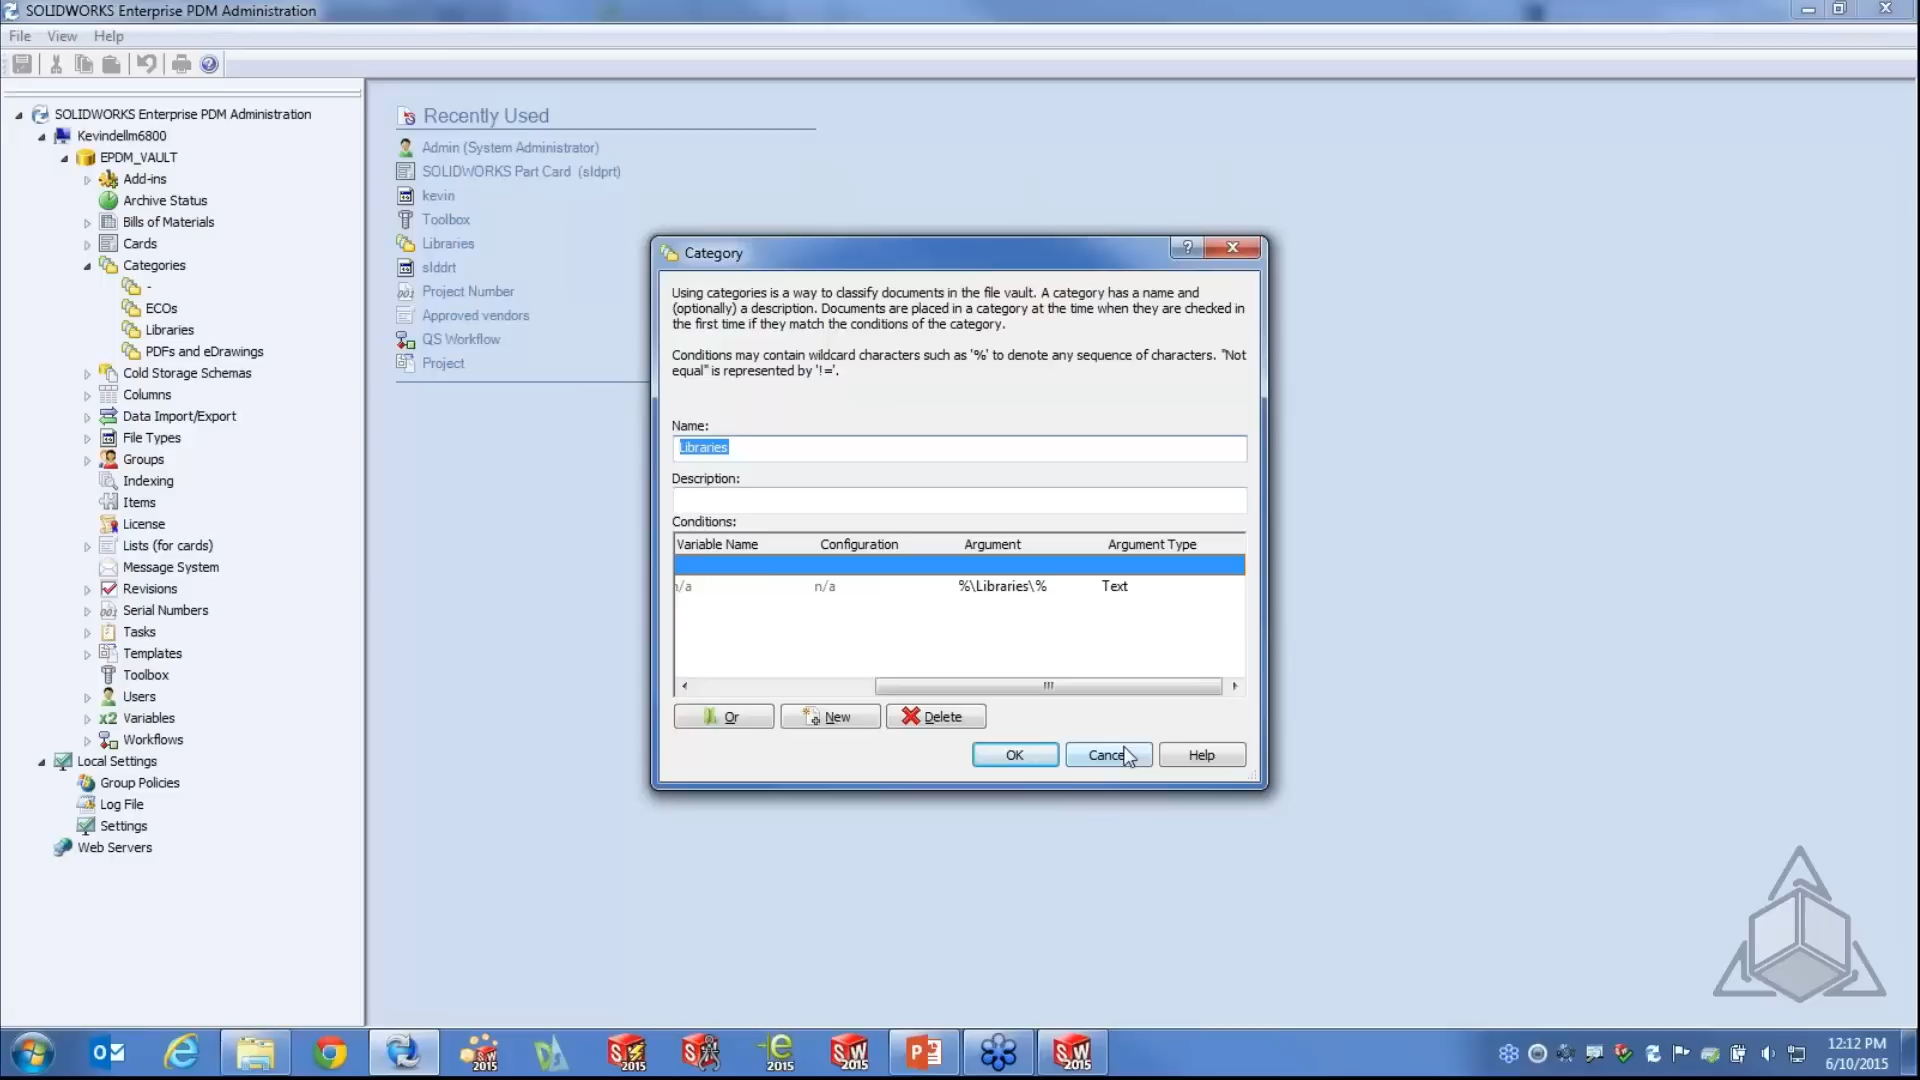 SOLIDWORKS Enterprise PDM Administration
File View Help
SOLIDWORKS Enterprise PDM Administration
Kevindellm6800
EPDM_VAULT
Add-ins
Archive Status
Bills of Materials
Cards
Categories
-
ECOs
Libraries
PDFs and eDrawings
Cold Storage Schemas
Columns
Data Import/Export
File Types
Groups
Indexing
Items
License
Lists (for cards)
Message System
Revisions
Serial Numbers
Tasks
Templates
Toolbox
Users
Variables
Workflows
Local Settings
Group Policies
Log File
Settings
Web Servers
Recently Used
Admin (System Administrator)
SOLIDWORKS Part Card (sldprt)
kevin
Toolbox
Libraries
slddrt
Project Number
Approved vendors
QS Workflow
Project
Category
Using categories is a way to classify documents in the file vault. A category has a name and
(optionally) a description. Documents are placed in a category at the time when they are checked in
the first time if they match the conditions of the category.
Conditions may contain wildcard characters such as '%' to denote any sequence of characters. "Not
equal" is represented by '!='.
Name:
Libraries
Description:
Conditions:
Variable Name Configuration Argument Argument Type
n/a n/a %\Libraries\% Text
Or New Delete
OK Cancel Help
2015 2015 2015 2015 2015
12:12 PM
6/10/2015